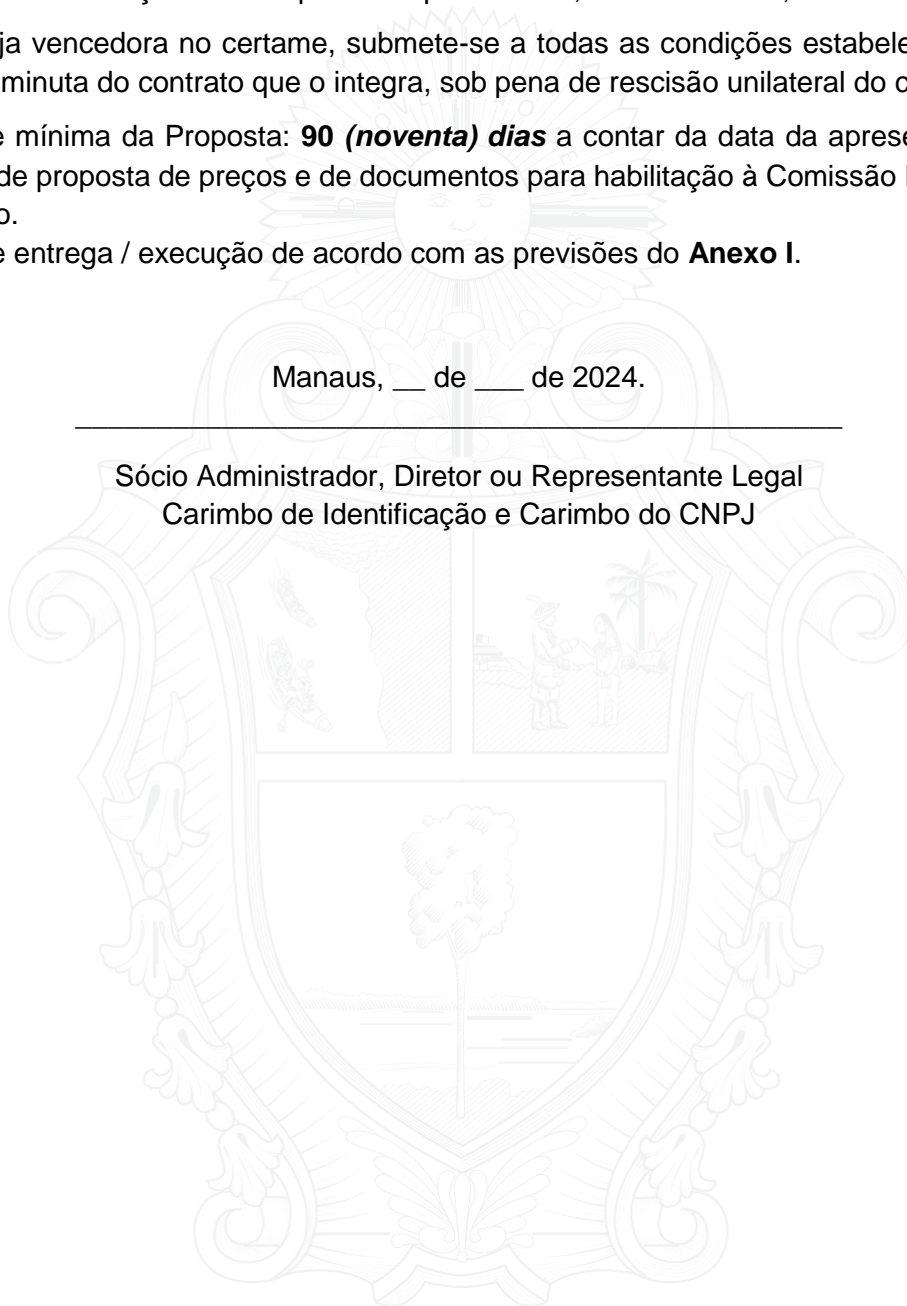 ja vencedora no certame, submete-se a todas as condições estabele
minuta do contrato que o integra, sob pena de rescisão unilateral do c
e mínima da Proposta: 90 (noventa) dias a contar da data da aprese
de proposta de preços e de documentos para habilitação à Comissão
o.
e entrega / execução de acordo com as previsões do Anexo I.
Manaus, __ de ___ de 2024.
Sócio Administrador, Diretor ou Representante Legal
Carimbo de Identificação e Carimbo do CNPJ